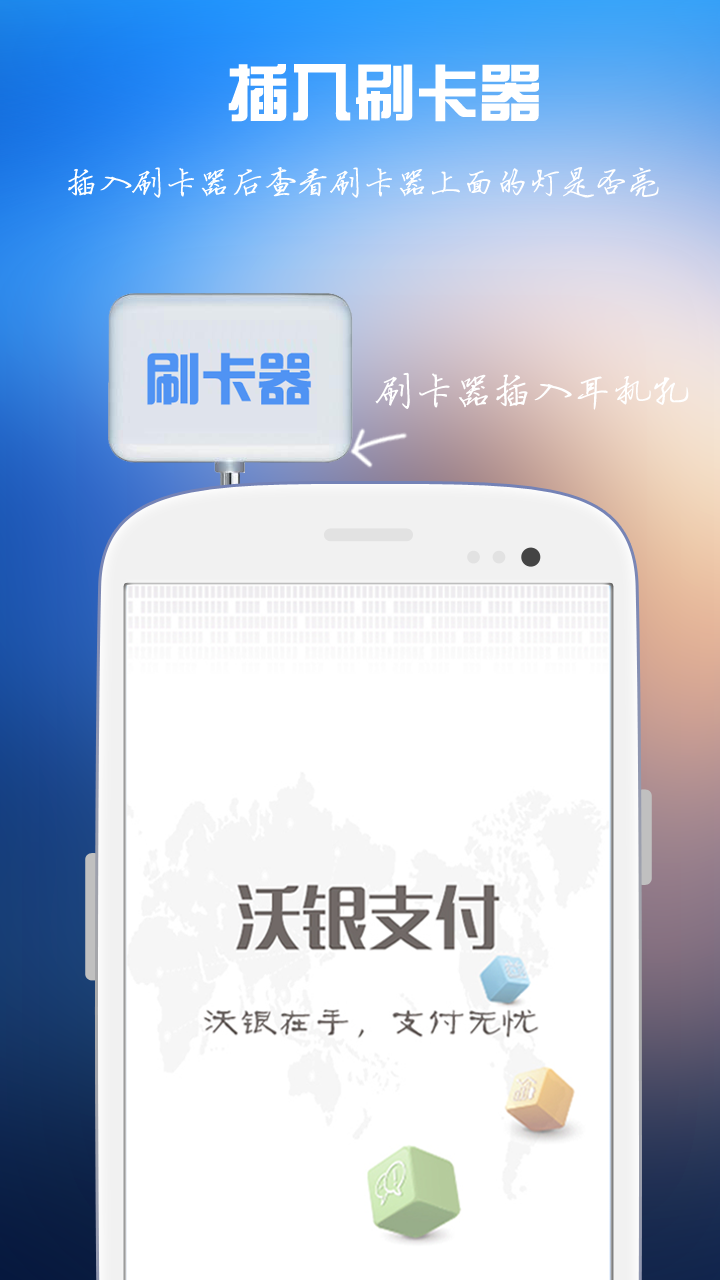 插入刷卡器
插入刷卡器后查看刷卡器上面的灯是否亮
刷卡器
刷卡器插入耳机孔
沃银支付
沃银在手，支付无忧